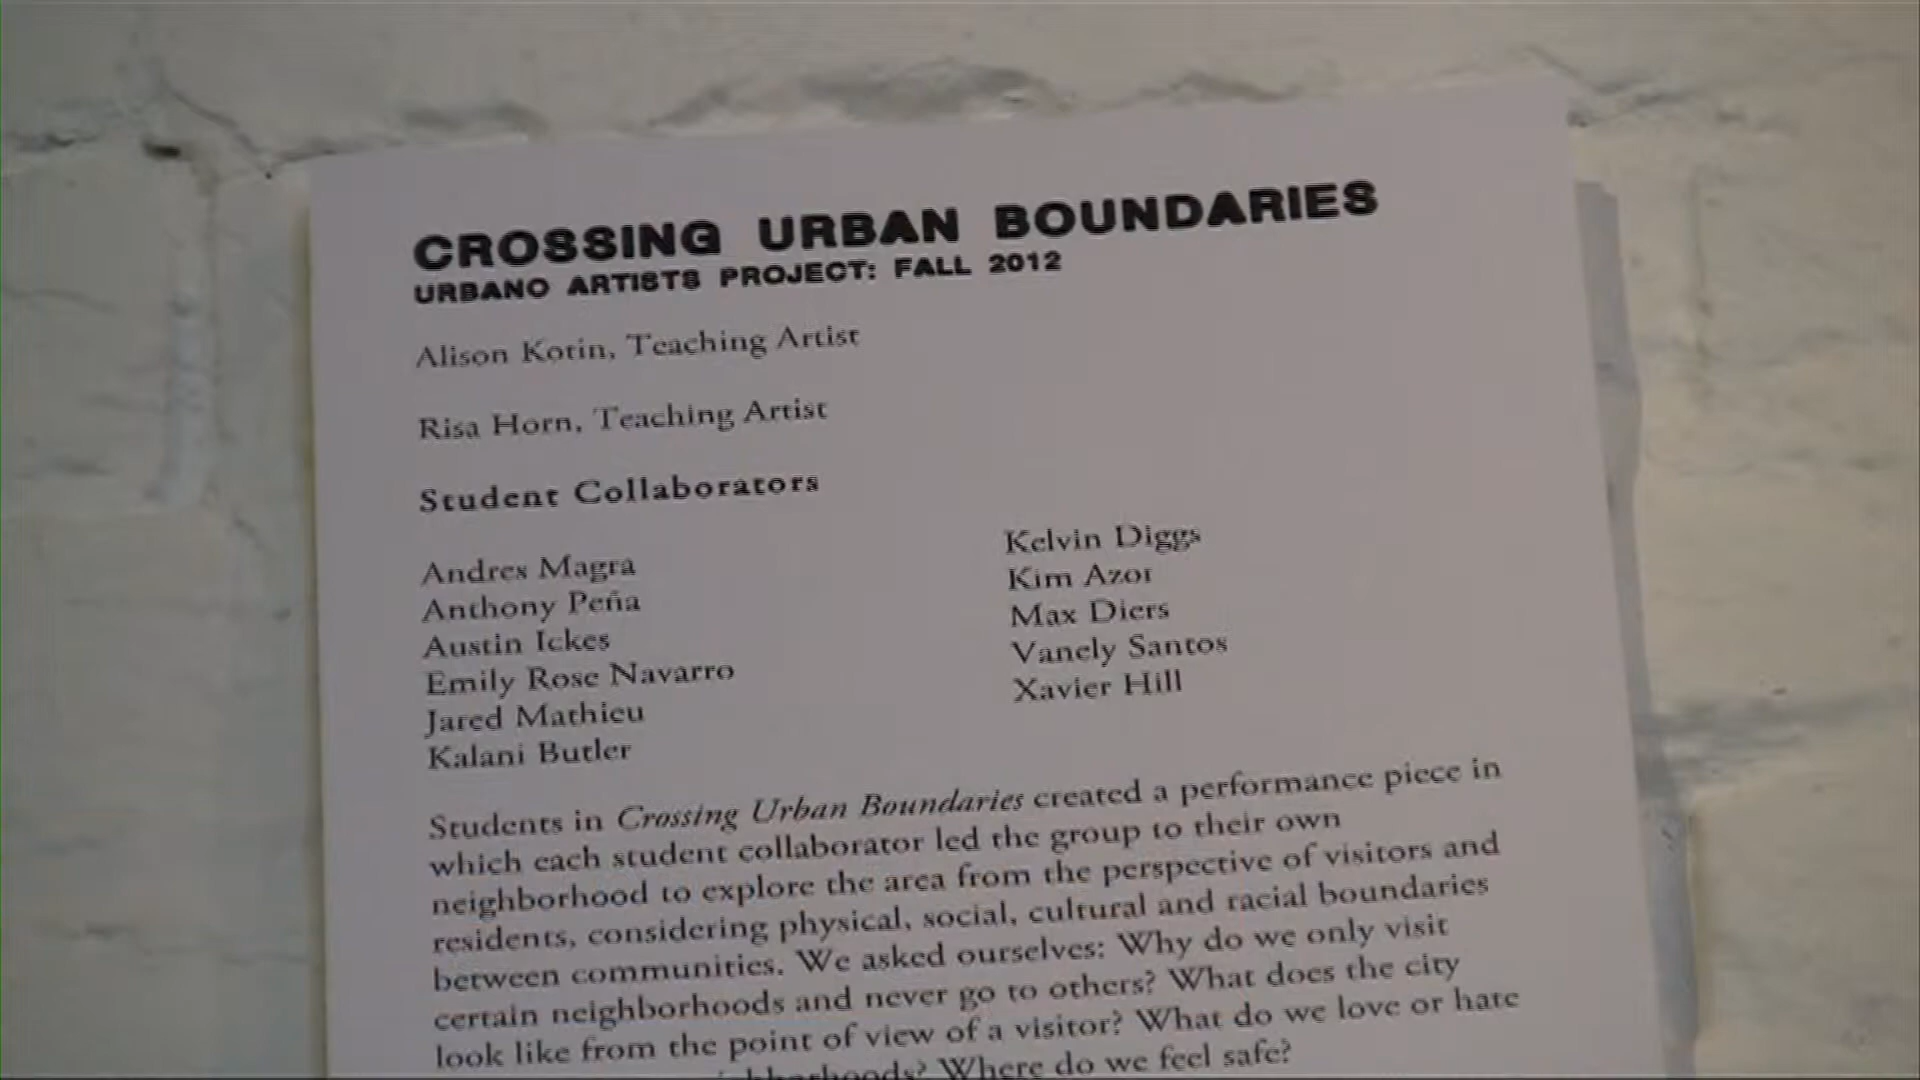 CROSSING URBAN BOUNDARIES
URBANO ARTISTS PROJECT: FALL 2012
Alison Kotin, Teaching Artist
Risa Horn, Teaching Artist
Student Collaborators
Andres Magra
Anthony Peña
Austin Ickes
Emily Rose Navarro
Jared Mathieu
Kalani Butler
Kelvin Diggs
Kim Azor
Max Diers
Vanely Santos
Xavier Hill
Students in Crossing Urban Boundaries created a performance piece in
which each student collaborator led the group to their own
neighborhood to explore the area from the perspective of visitors and
residents, considering physical, social, cultural and racial boundaries
between communities. We asked ourselves: Why do we only visit
certain neighborhoods and never go to others? What does the city
look like from the point of view of a visitor? What do we love or hate
Where do we feel safe?